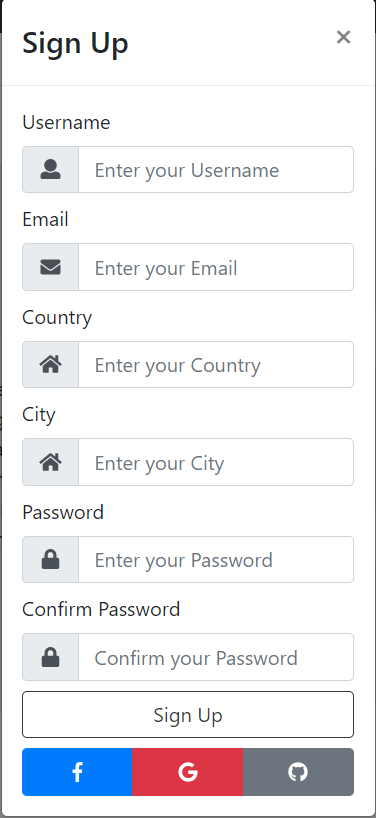 Sign Up ×
Username
Enter your Username
Email
Enter your Email
Country
Enter your Country
City
Enter your City
Password
Enter your Password
Confirm Password
Confirm your Password
Sign Up